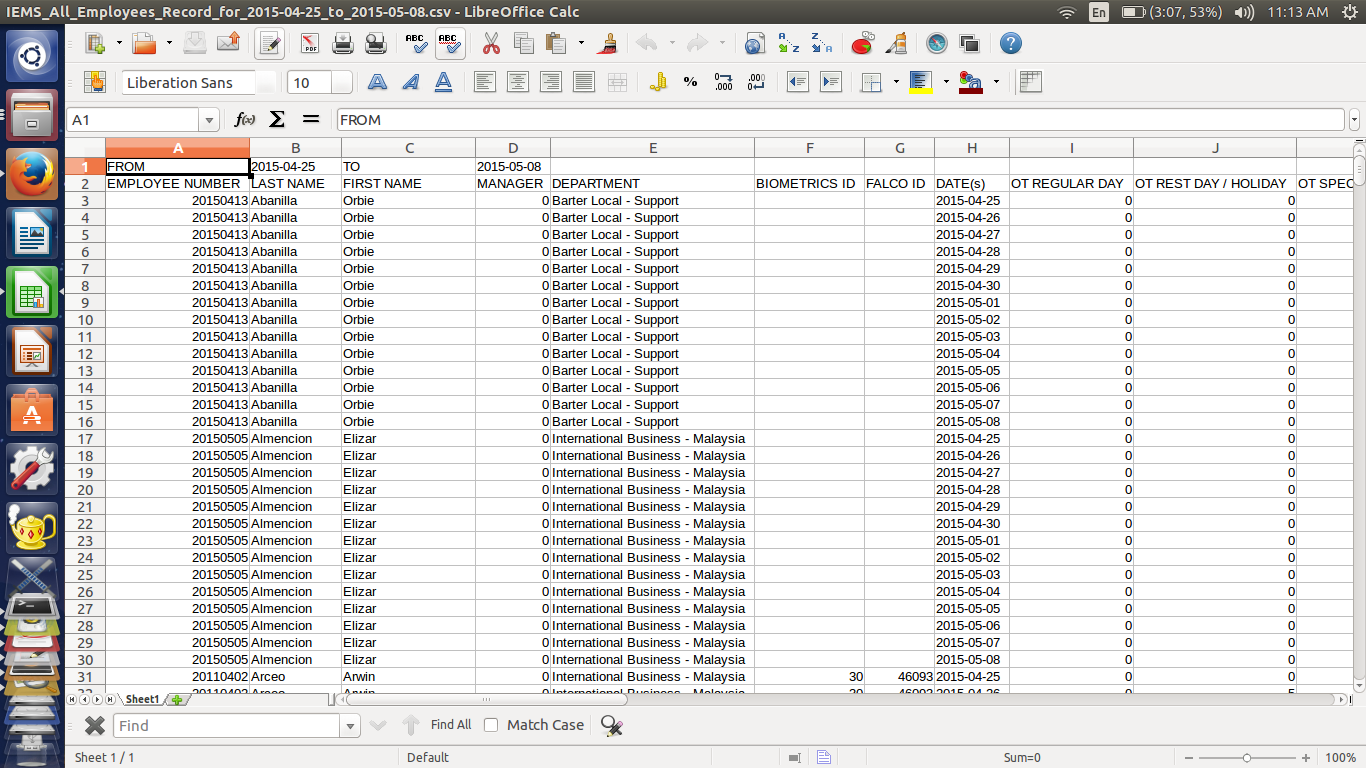 IEMS_All_Employees_Record_for_2015-04-25_to_2015-05-08.csv - LibreOffice Calc En (3:07, 53%) 11:13 AM
Liberation Sans 10
A1 FROM
A B C D E F G H I J
1 FROM 2015-04-25 TO 2015-05-08
2 EMPLOYEE NUMBER LAST NAME FIRST NAME MANAGER DEPARTMENT BIOMETRICS ID FALCO ID DATE(s) OT REGULAR DAY OT REST DAY / HOLIDAY OT SPEC
3 20150413 Abanilla Orbie 0 Barter Local - Support 2015-04-25 0 0
4 20150413 Abanilla Orbie 0 Barter Local - Support 2015-04-26 0 0
5 20150413 Abanilla Orbie 0 Barter Local - Support 2015-04-27 0 0
6 20150413 Abanilla Orbie 0 Barter Local - Support 2015-04-28 0 0
7 20150413 Abanilla Orbie 0 Barter Local - Support 2015-04-29 0 0
8 20150413 Abanilla Orbie 0 Barter Local - Support 2015-04-30 0 0
9 20150413 Abanilla Orbie 0 Barter Local - Support 2015-05-01 0 0
10 20150413 Abanilla Orbie 0 Barter Local - Support 2015-05-02 0 0
11 20150413 Abanilla Orbie 0 Barter Local - Support 2015-05-03 0 0
12 20150413 Abanilla Orbie 0 Barter Local - Support 2015-05-04 0 0
13 20150413 Abanilla Orbie 0 Barter Local - Support 2015-05-05 0 0
14 20150413 Abanilla Orbie 0 Barter Local - Support 2015-05-06 0 0
15 20150413 Abanilla Orbie 0 Barter Local - Support 2015-05-07 0 0
16 20150413 Abanilla Orbie 0 Barter Local - Support 2015-05-08 0 0
17 20150505 Almencion Elizar 0 International Business - Malaysia 2015-04-25 0 0
18 20150505 Almencion Elizar 0 International Business - Malaysia 2015-04-26 0 0
19 20150505 Almencion Elizar 0 International Business - Malaysia 2015-04-27 0 0
20 20150505 Almencion Elizar 0 International Business - Malaysia 2015-04-28 0 0
21 20150505 Almencion Elizar 0 International Business - Malaysia 2015-04-29 0 0
22 20150505 Almencion Elizar 0 International Business - Malaysia 2015-04-30 0 0
23 20150505 Almencion Elizar 0 International Business - Malaysia 2015-05-01 0 0
24 20150505 Almencion Elizar 0 International Business - Malaysia 2015-05-02 0 0
25 20150505 Almencion Elizar 0 International Business - Malaysia 2015-05-03 0 0
26 20150505 Almencion Elizar 0 International Business - Malaysia 2015-05-04 0 0
27 20150505 Almencion Elizar 0 International Business - Malaysia 2015-05-05 0 0
28 20150505 Almencion Elizar 0 International Business - Malaysia 2015-05-06 0 0
29 20150505 Almencion Elizar 0 International Business - Malaysia 2015-05-07 0 0
30 20150505 Almencion Elizar 0 International Business - Malaysia 2015-05-08 0 0
31 20110402 Arceo Arwin 0 International Business - Malaysia 30 46093 2015-04-25 0 0
Sheet1
Find Find All Match Case
Sheet 1 / 1 Default Sum=0 100%